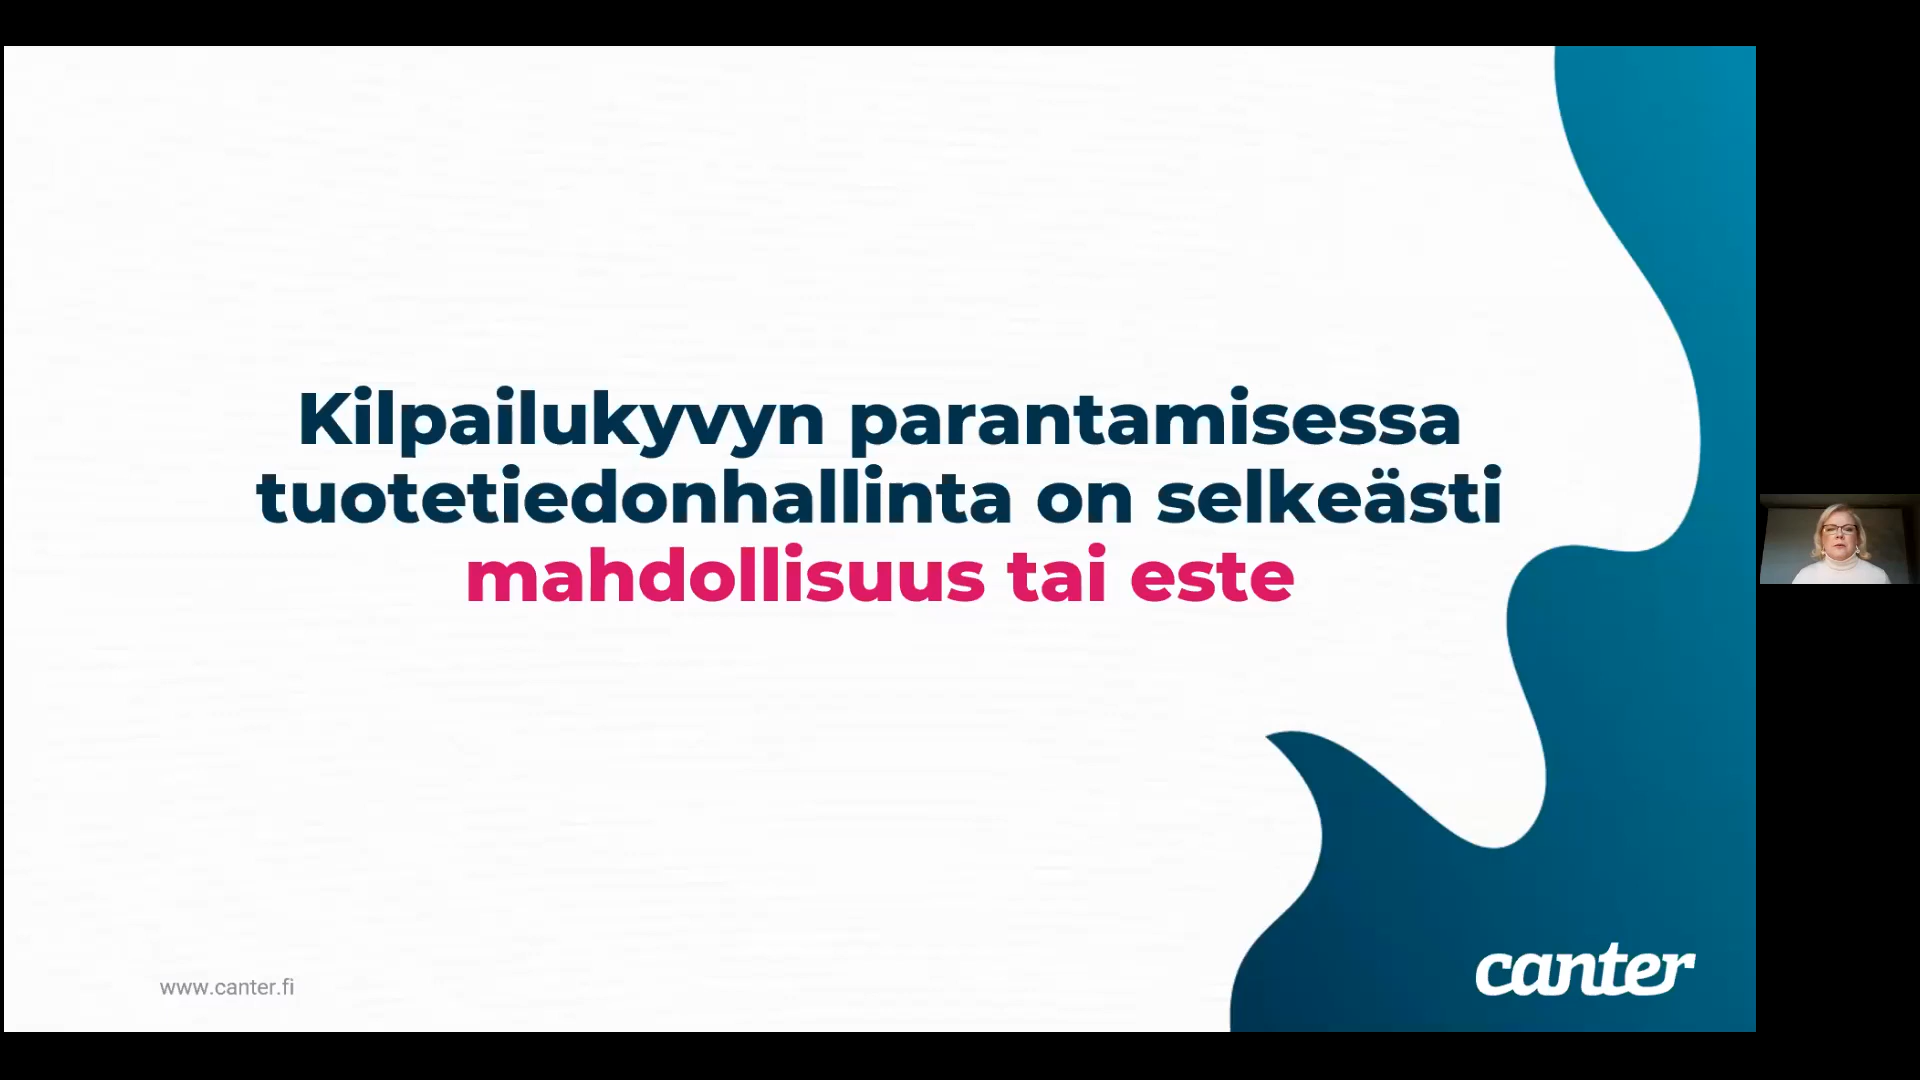 Kilpailukyvyn parantamisessa
tuotetiedonhallinta on selkeästi
mahdollisuus tai este
www.canter.fi
canter